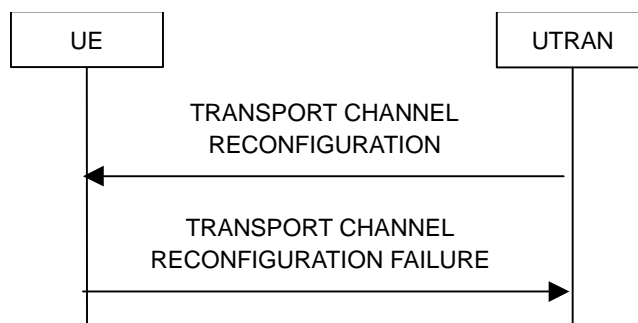 UE
UTRAN
TRANSPORT CHANNEL
RECONFIGURATION
TRANSPORT CHANNEL
RECONFIGURATION FAILURE